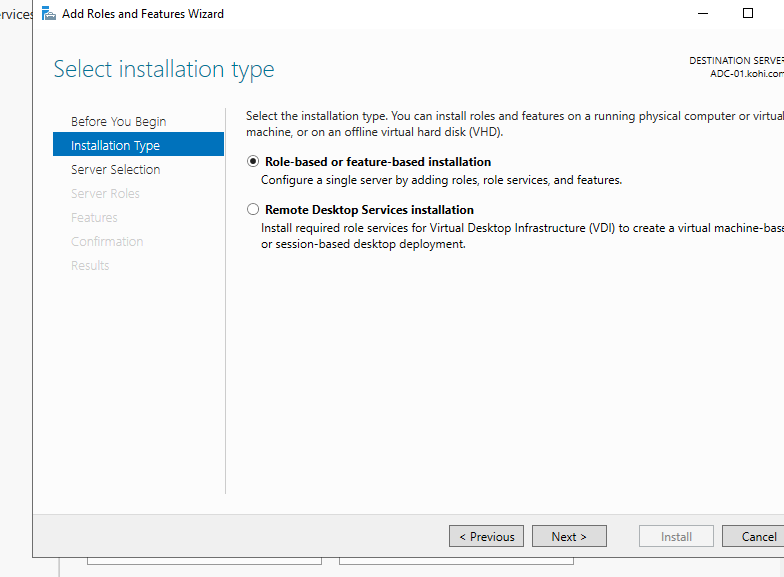 Add Roles and Features Wizard
Select installation type
DESTINATION SERVER
ADC-01.kohi.com
Before You Begin
Installation Type
Server Selection
Server Roles
Features
Confirmation
Results
Select the installation type. You can install roles and features on a running physical computer or virtual
machine, or on an offline virtual hard disk (VHD).
Role-based or feature-based installation
Configure a single server by adding roles, role services, and features.
Remote Desktop Services installation
Install required role services for Virtual Desktop Infrastructure (VDI) to create a virtual machine-base
or session-based desktop deployment.
< Previous
Next >
Install
Cancel